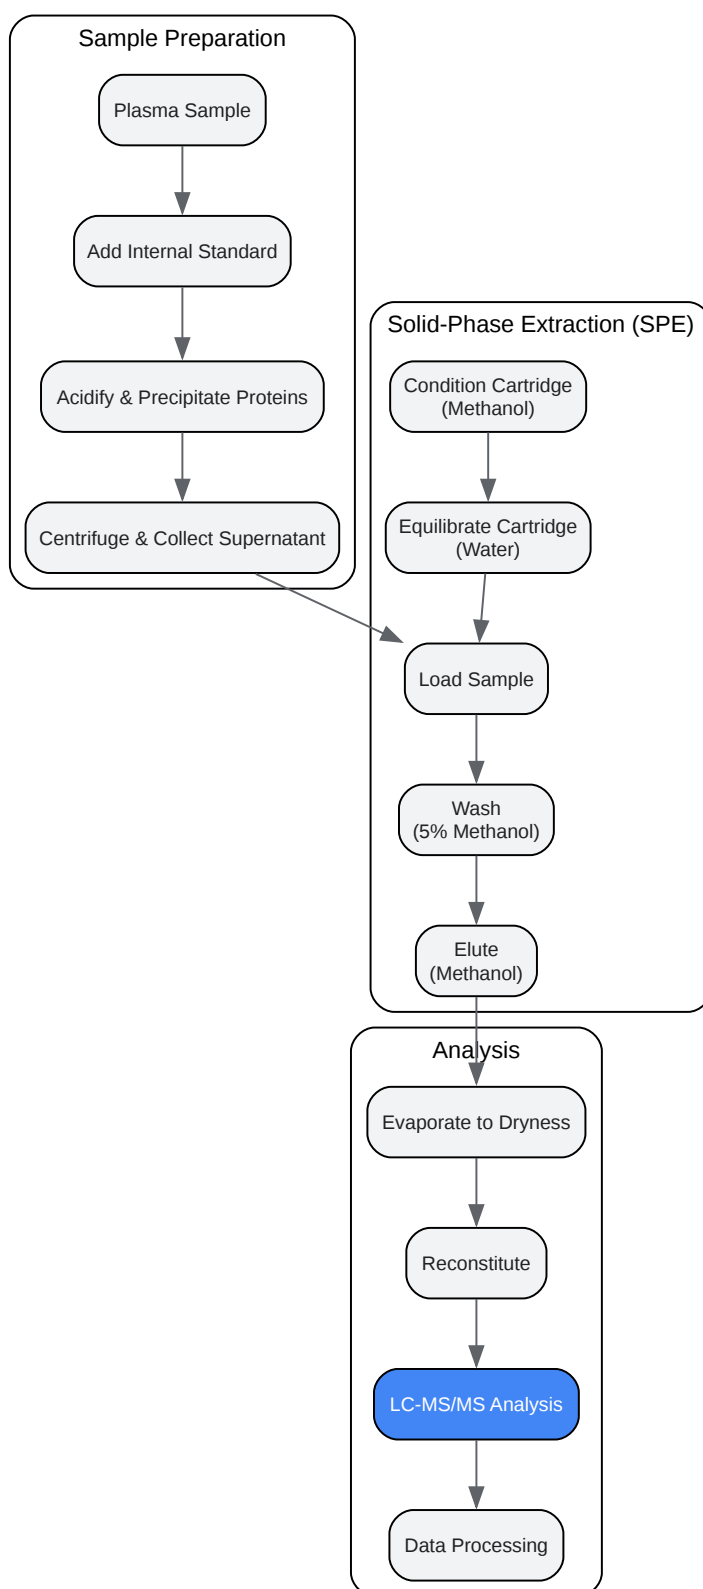 Sample Preparation
Plasma Sample
Add Internal Standard
Acidify & Precipitate Proteins
Centrifuge & Collect Supernatant
Solid-Phase Extraction (SPE)
Condition Cartridge
(Methanol)
Equilibrate Cartridge
(Water)
Load Sample
Wash
(5% Methanol)
Elute
(Methanol)
Analysis
Evaporate to Dryness
Reconstitute
LC-MS/MS Analysis
Data Processing